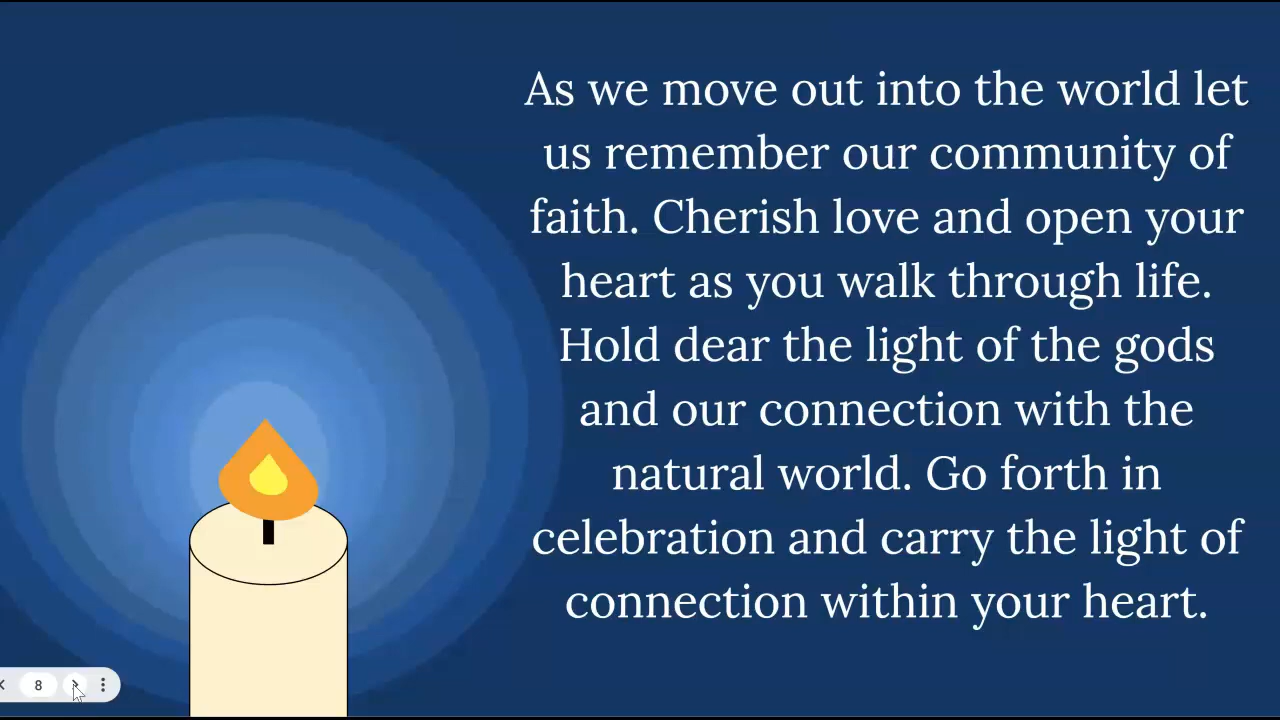 As we move out into the world let
us remember our community of
faith. Cherish love and open your
heart as you walk through life.
Hold dear the light of the gods
and our connection with the
natural world. Go forth in
celebration and carry the light of
connection within your heart.
8